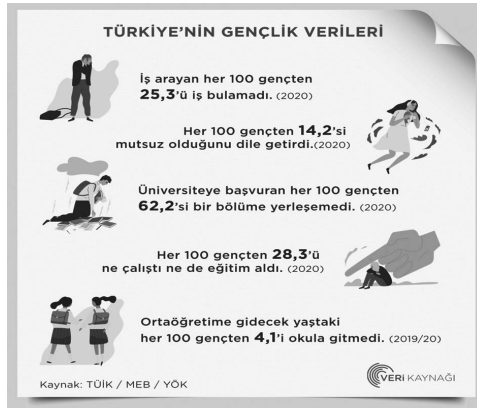 TÜRKİYE'NİN GENÇLİK VERİLERİ
İş arayan her 100 gençten
25,3'ü iş bulamadı. (2020)
Her 100 gençten 14,2'si
mutsuz olduğunu dile getirdi.(2020)
Üniversiteye başvuran her 100 gençten
62,2'si bir bölüme yerleşemedi. (2020)
Her 100 gençten 28,3'ü
ne çalıştı ne de eğitim aldı. (2020)
Ortaöğretime gidecek yaştaki
her 100 gençten 4,1'i okula gitmedi. (2019/20)
Kaynak: TÜİK / MEB / YÖK
VERİ KAYNAĞI